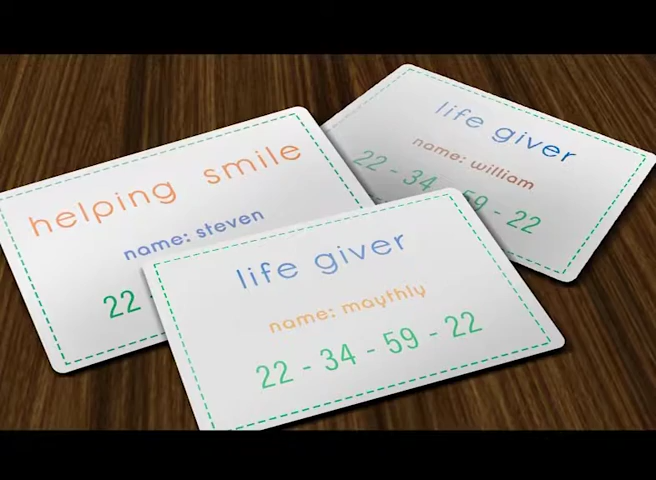 helping smile
name: steven
22
life giver
name: william
22 - 34 - 59 - 22
life giver
name: maythly
22 - 34 - 59 - 22